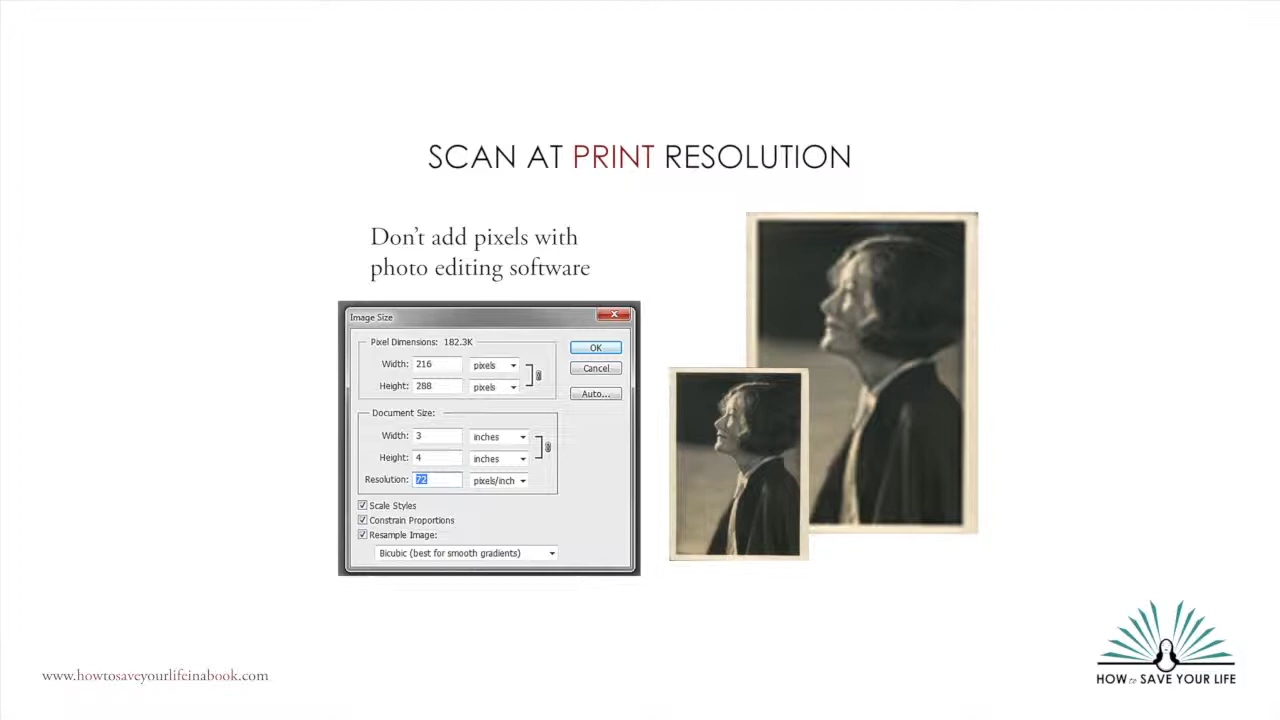 SCAN AT PRINT RESOLUTION
Don't add pixels with
photo editing software
Image Size
Pixel Dimensions: 182.3K
Width: 216 pixels
Height: 288 pixels
OK
Cancel
Auto...
Document Size:
Width: 3 inches
Height: 4 inches
Resolution: 72 pixels/inch
Scale Styles
Constrain Proportions
Resample Image:
Bicubic (best for smooth gradients)
www.howtosaveyourlifeinabook.com
HOW to SAVE YOUR LIFE